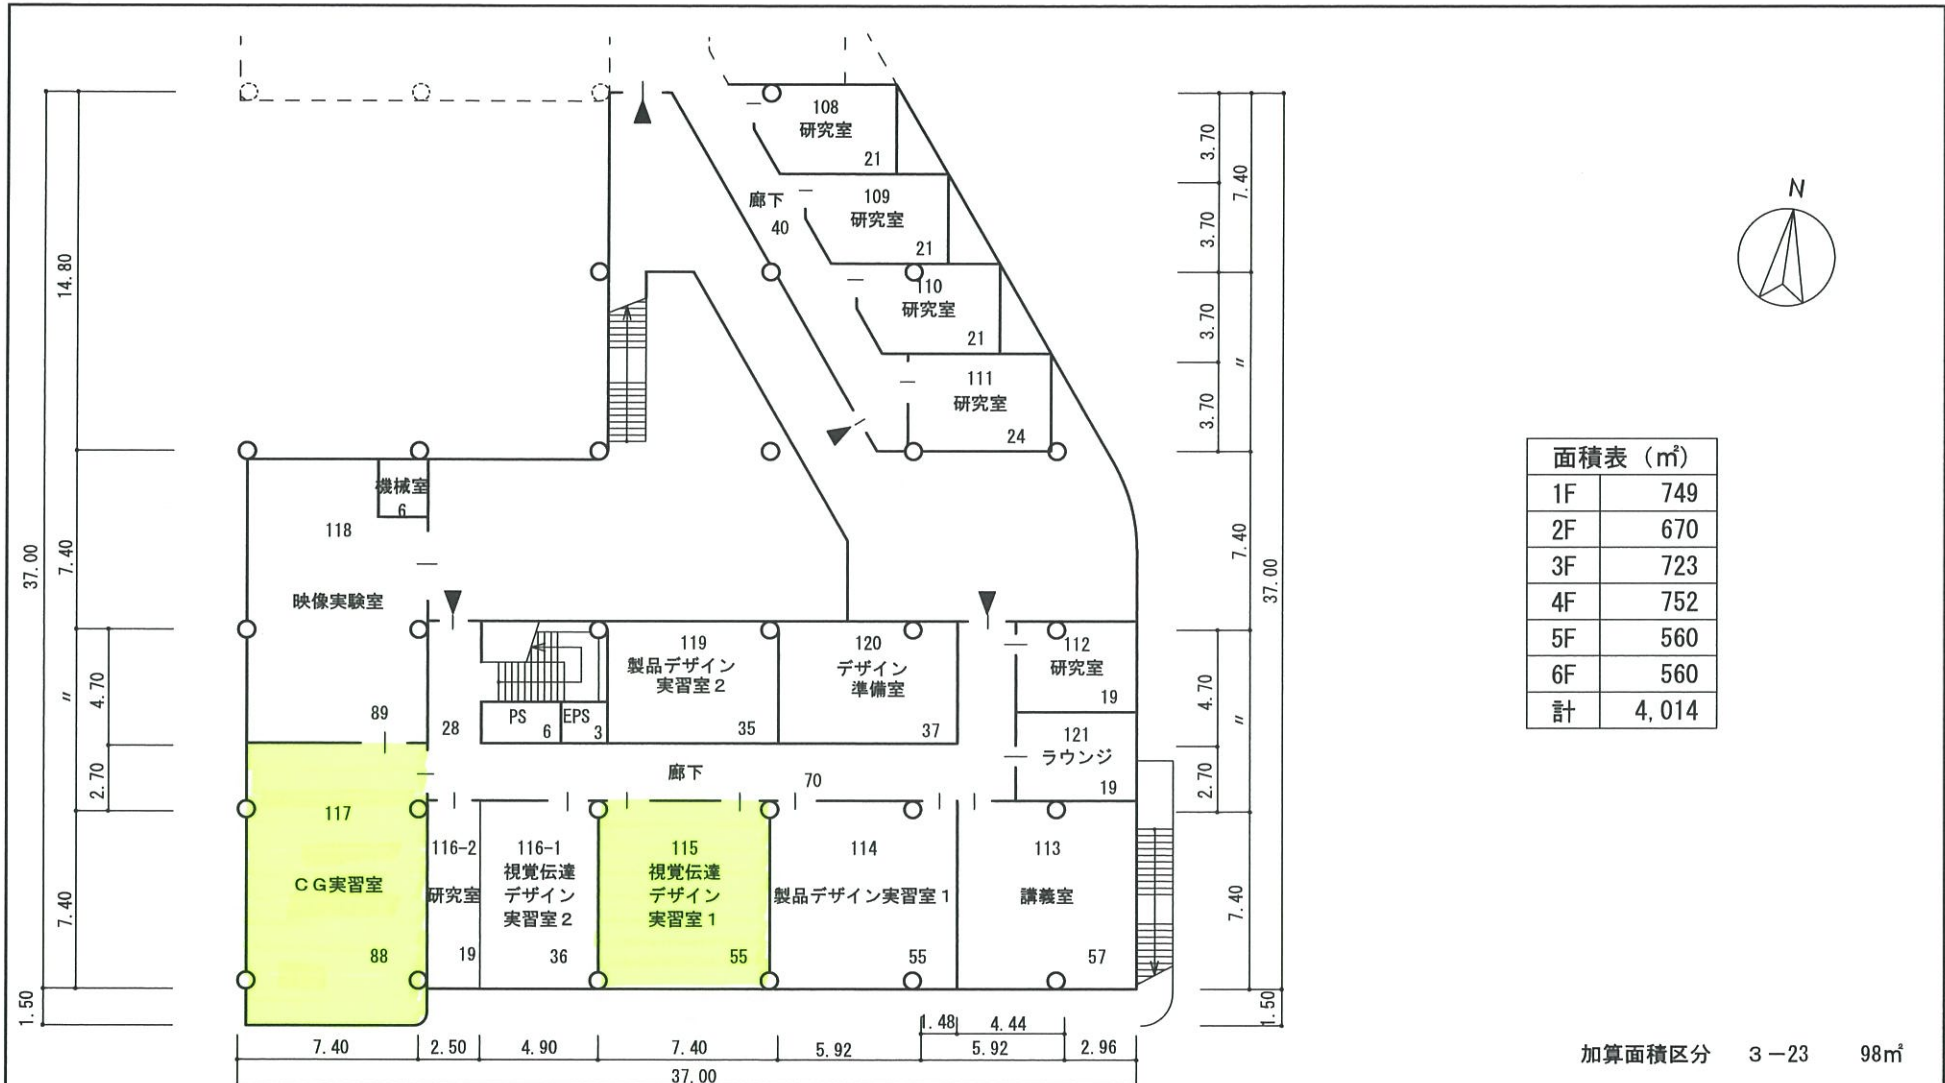 108
研究室
21
109
研究室
21
廊下
40
110
研究室
21
111
研究室
24
機械室
6
118
映像実験室
89
28
PS
6
EPS
3
119
製品デザイン
実習室2
35
120
デザイン
準備室
37
112
研究室
19
121
ラウンジ
19
廊下
70
117
CG実習室
88
116-2
研究室
19
116-1
視覚伝達
デザイン
実習室2
36
115
視覚伝達
デザイン
実習室1
55
114
製品デザイン実習室1
55
113
講義室
57
37.00
14.80
7.40
〃
4.70
2.70
7.40
1.50
3.70
3.70
3.70
3.70
7.40
〃
7.40
〃
4.70
2.70
7.40
37.00
1.50
1.48
4.44
7.40
2.50
4.90
7.40
5.92
5.92
2.96
37.00
N
面積表(㎡)
1F 749
2F 670
3F 723
4F 752
5F 560
6F 560
計 4,014
加算面積区分 3-23 98㎡